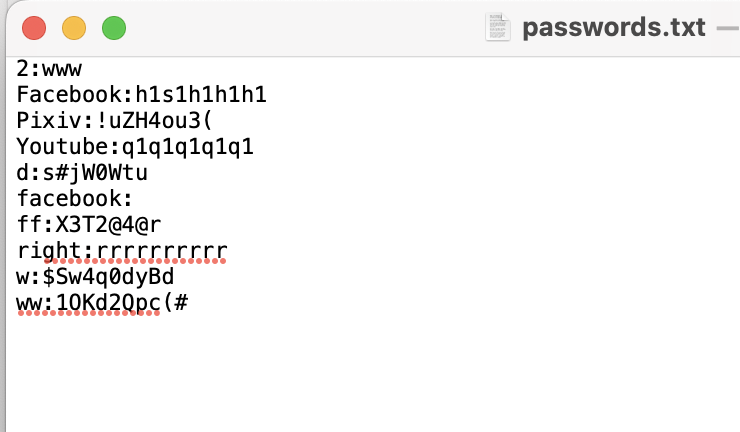 passwords.txt —
2:www
Facebook:h1s1h1h1h1
Pixiv:!uZH4ou3(
Youtube:q1q1q1q1q1
d:s#jW0Wtu
facebook:
ff:X3T2@4@r
right:rrrrrrrrrr
w:$Sw4q0dyBd
ww:1OKd2Qpc(#